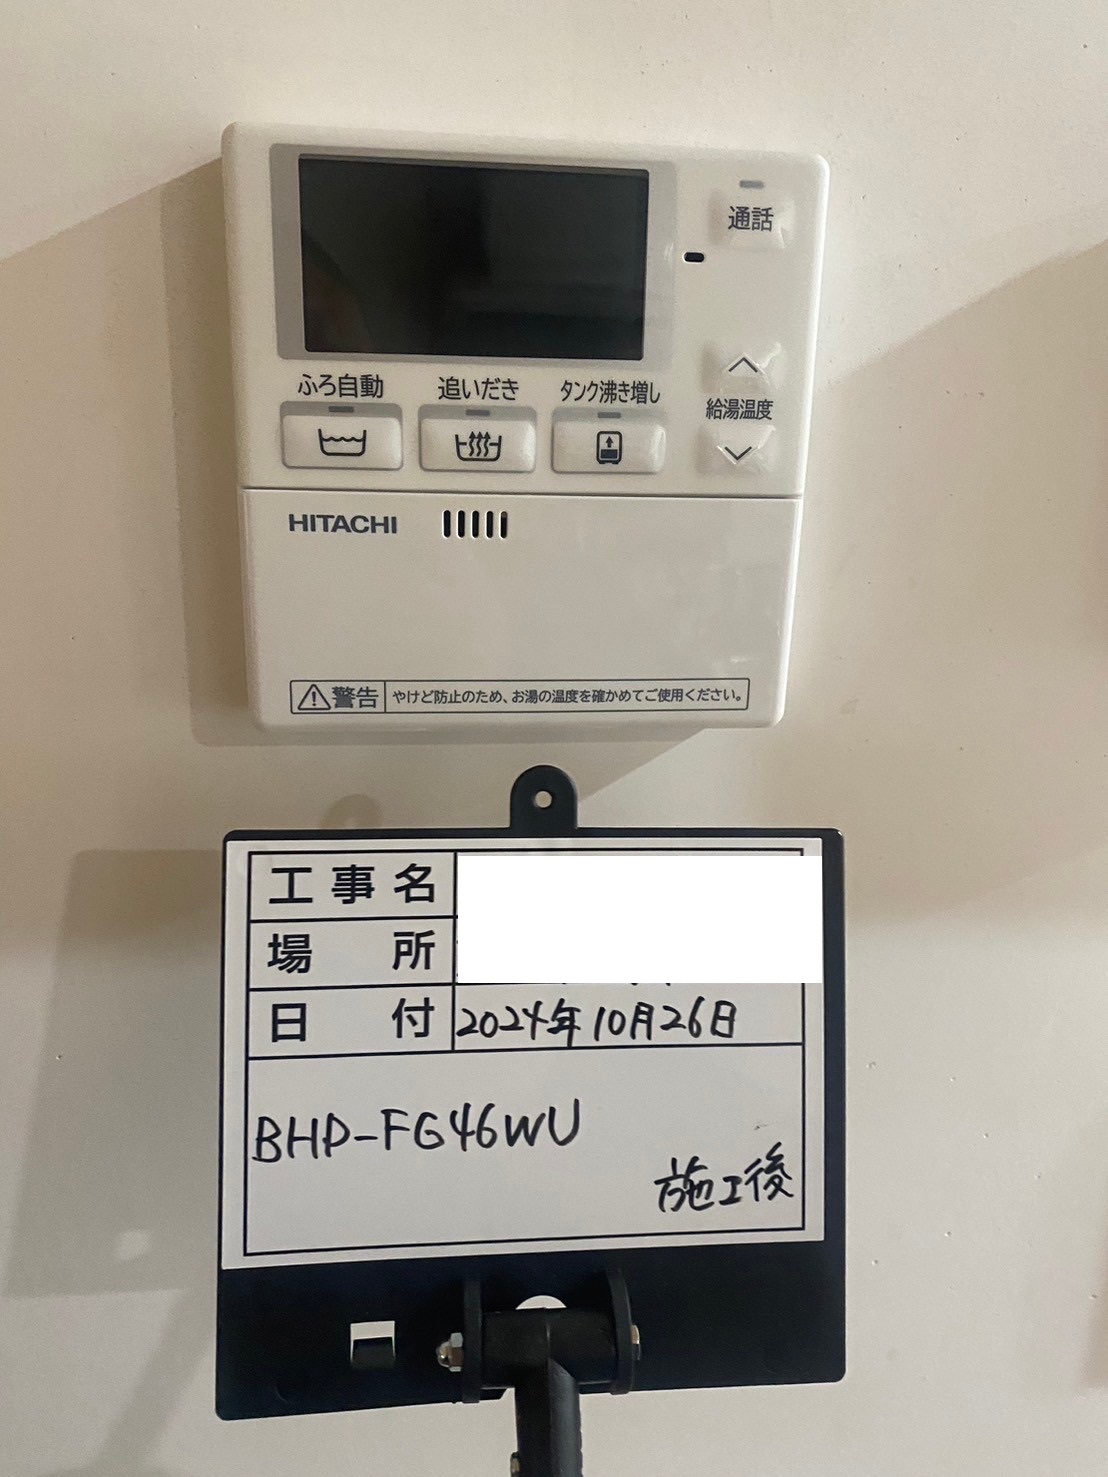 通話
ふろ自動 追いだき タンク沸き増し
給湯温度
HITACHI
警告 やけど防止のため、お湯の温度を確かめてご使用ください。
工事名
場所
日付 2024年10月26日
BHP-FG46WU
施工後